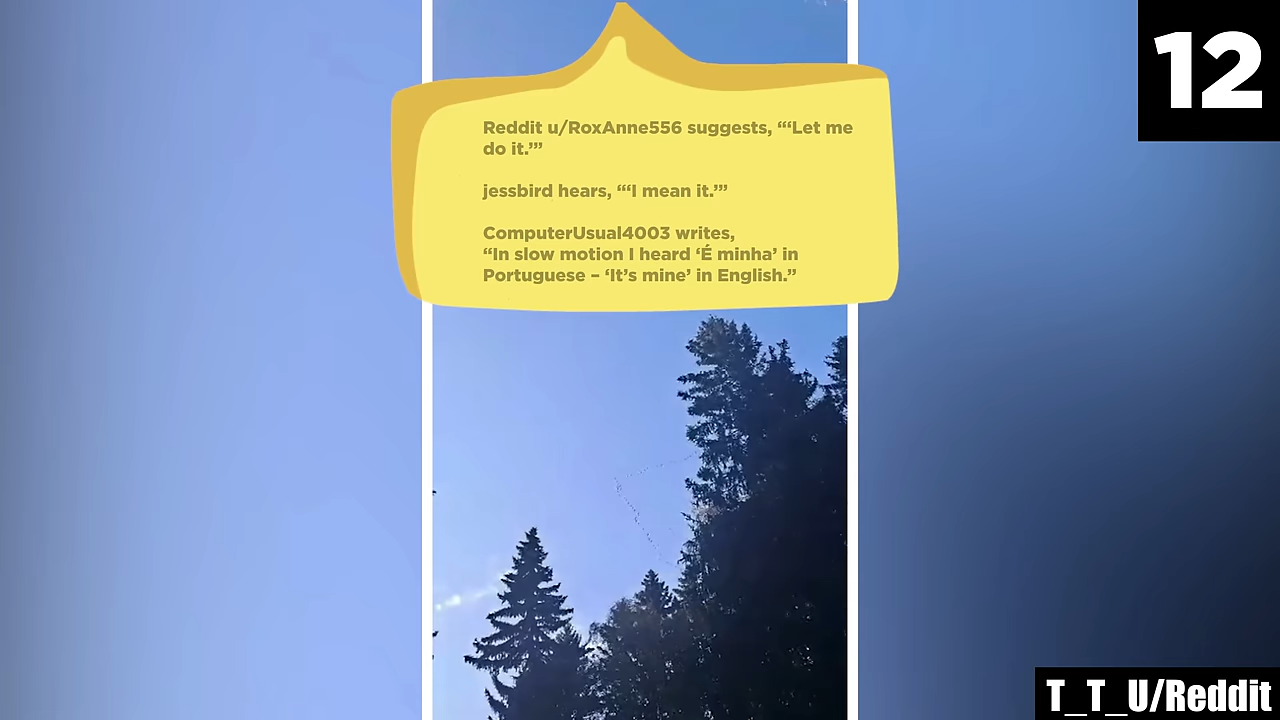 12
Reddit u/RoxAnne556 suggests, “‘Let me
do it.’”
jessbird hears, “‘I mean it.’”
ComputerUsual4003 writes,
“In slow motion I heard ‘É minha’ in
Portuguese – ‘It’s mine’ in English.”
T_T_U/Reddit